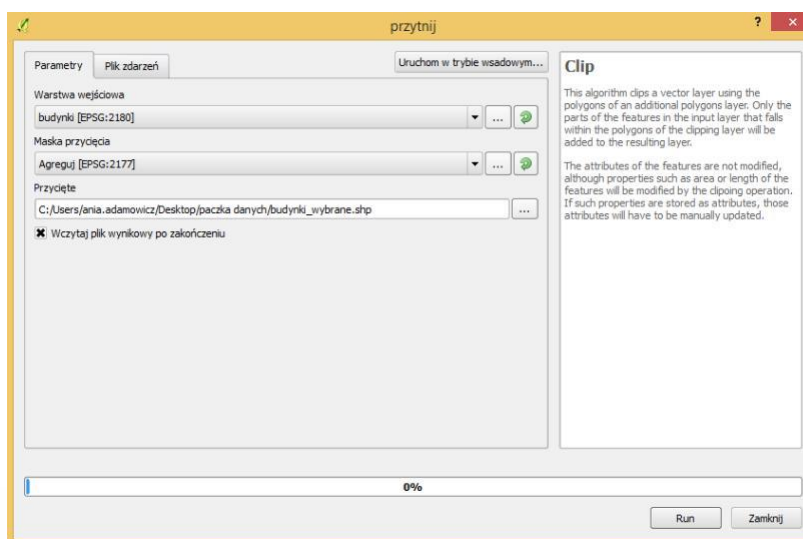 przytnij
?
Parametry
Plik zdarzeń
Uruchom w trybie wsadowym...
Warstwa wejściowa
budynki [EPSG:2180]
...
Maska przycięcia
Agreguj [EPSG:2177]
...
Przycięte
C:/Users/ania.adamowicz/Desktop/paczka danych/budynki_wybrane.shp
...
Wczytaj plik wynikowy po zakończeniu
Clip
This algorithm clips a vector layer using the
polygons of an additional polygons layer. Only the
parts of the features in the input layer that falls
within the polygons of the clipping layer will be
added to the resulting layer.
The attributes of the features are not modified,
although properties such as area or length of the
features will be modified by the clipoing operation.
If such properties are stored as attributes, those
attributes will have to be manually updated.
0%
Run
Zamknij